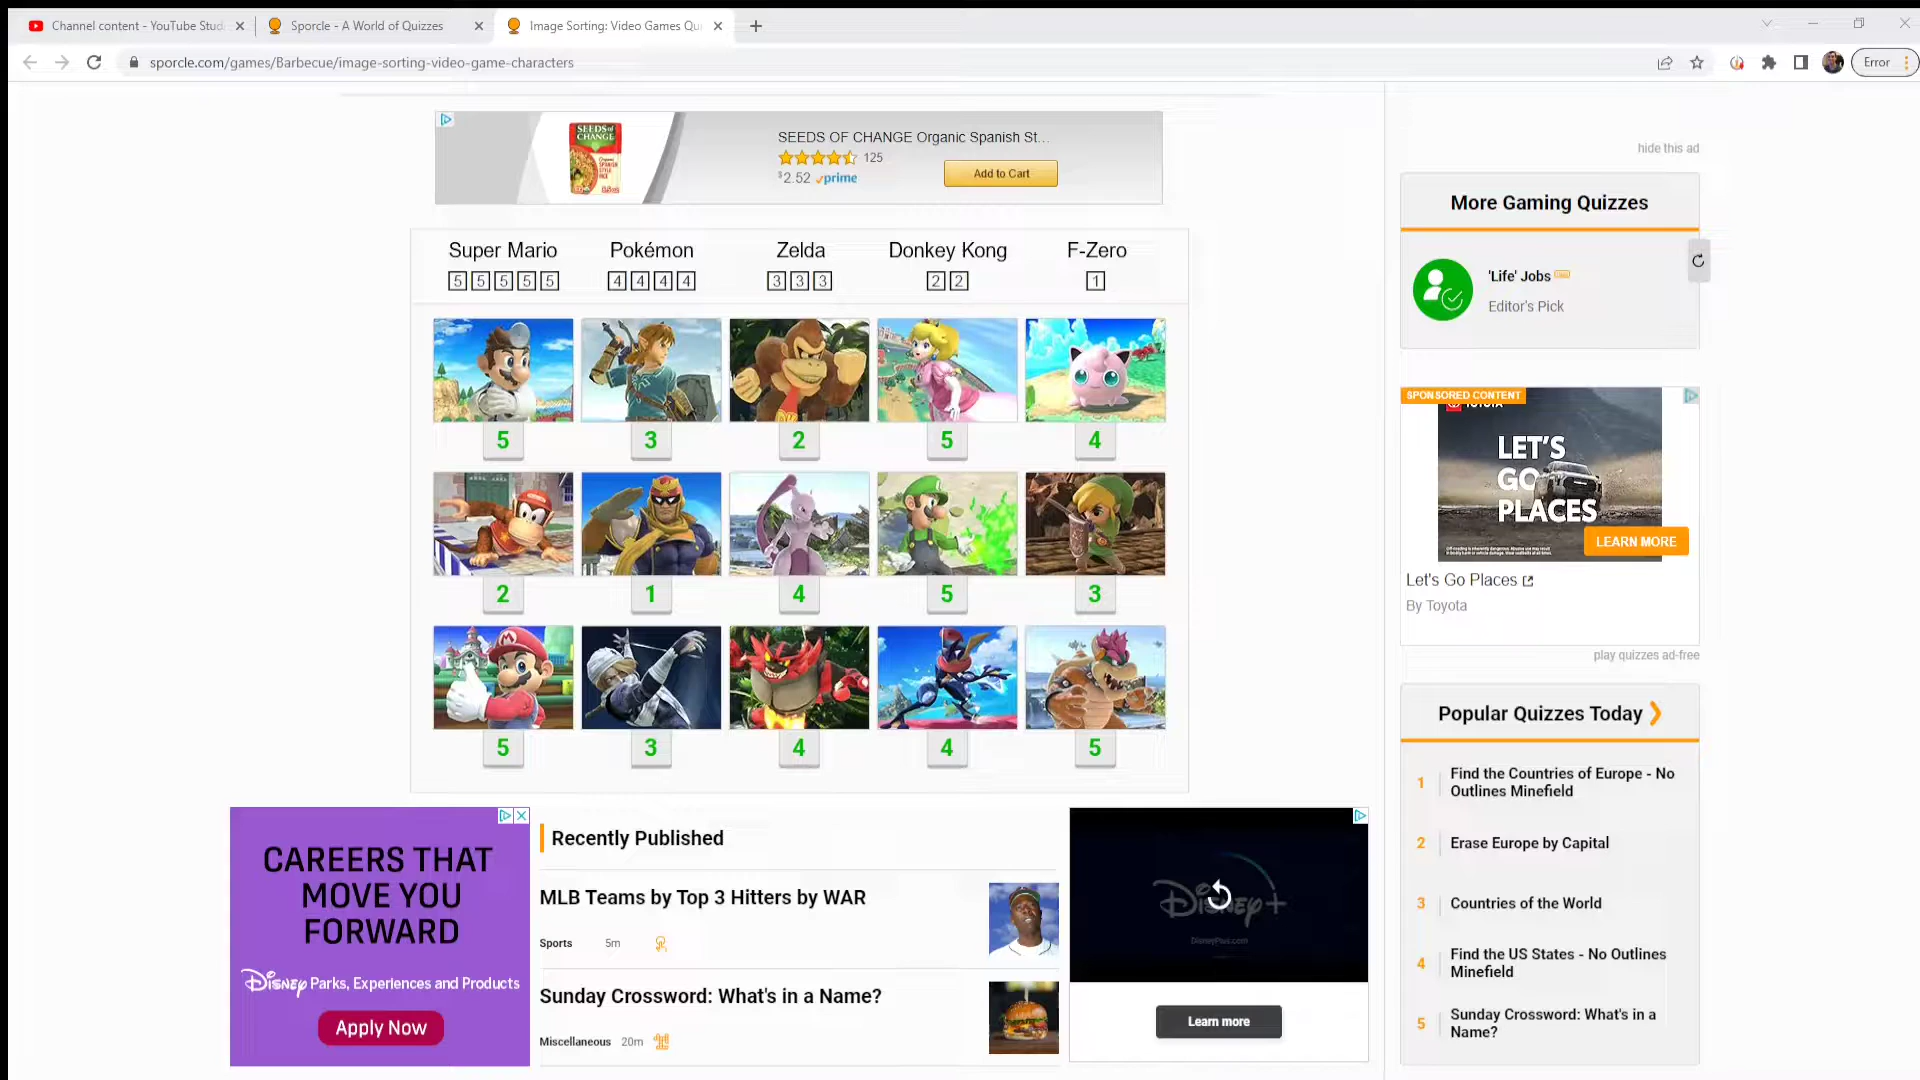 Channel content - YouTube Stud
Sporcle - A World of Quizzes
Image Sorting: Video Games Qu
sporcle.com/games/Barbecue/image-sorting-video-game-characters
Error
SEEDS OF CHANGE
SEEDS OF CHANGE Organic Spanish St...
125
$2.52 prime
Add to Cart
hide this ad
Super Mario
Pokémon
Zelda
Donkey Kong
F-Zero
5 5 5 5 5
4 4 4 4
3 3 3
2 2
1
5
3
2
5
4
2
1
4
5
3
5
3
4
4
5
More Gaming Quizzes
'Life' Jobs
Editor's Pick
SPONSORED CONTENT
LET'S
GO
PLACES
LEARN MORE
Let's Go Places
By Toyota
play quizzes ad-free
Popular Quizzes Today
1 Find the Countries of Europe - No
Outlines Minefield
2 Erase Europe by Capital
3 Countries of the World
4 Find the US States - No Outlines
Minefield
5 Sunday Crossword: What's in a
Name?
CAREERS THAT
MOVE YOU
FORWARD
Disney Parks, Experiences and Products
Apply Now
Recently Published
MLB Teams by Top 3 Hitters by WAR
Sports 5m
Sunday Crossword: What's in a Name?
Miscellaneous 20m
Disney+
DisneyPlus.com
Learn more